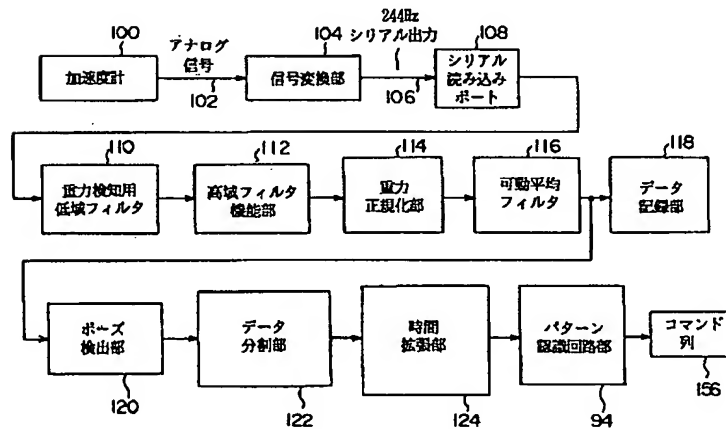 100
加速度計
アナログ
信号
102
104
信号変換部
244Hz
シリアル出力
106
108
シリアル
読み込み
ポート
110
重力検知用
低域フィルタ
112
高域フィルタ
機能部
114
重力
正規化部
116
可動平均
フィルタ
118
データ
記録部
ポーズ
検出部
120
データ
分割部
122
時間
拡張部
124
パターン
認識回路部
94
コマンド
列
156